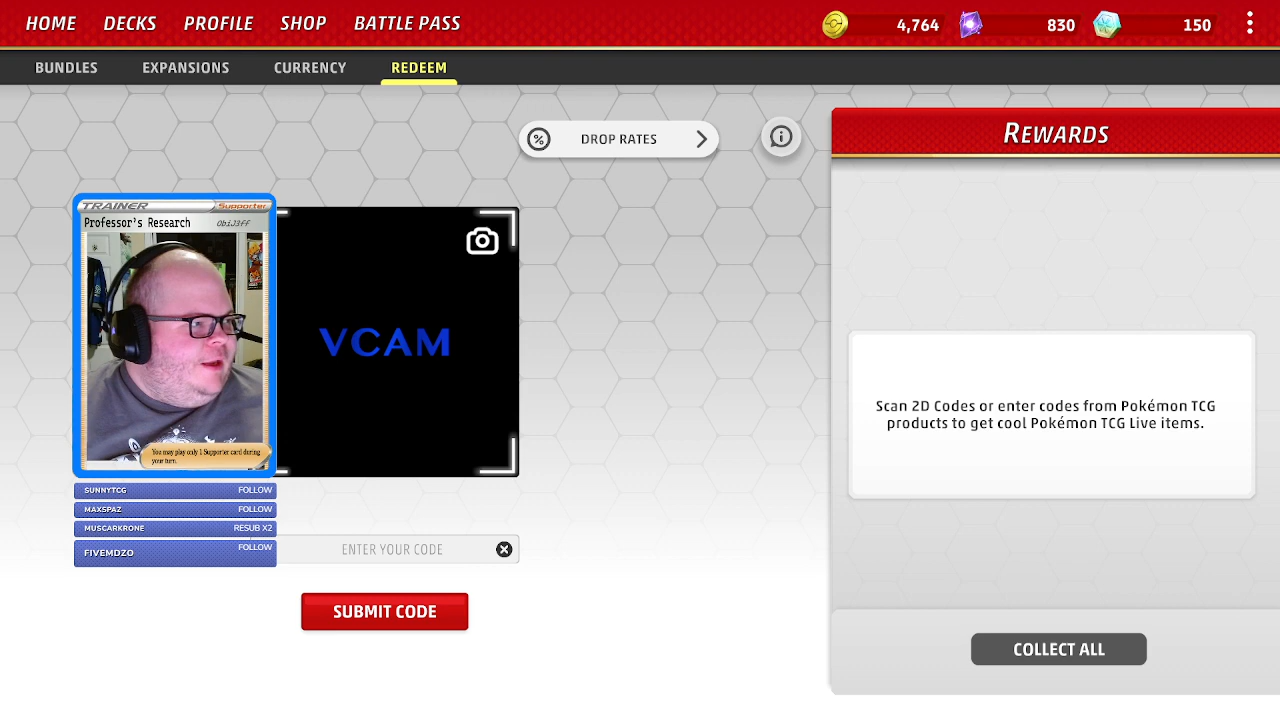 HOME DECKS PROFILE SHOP BATTLE PASS 4,764 830 150
BUNDLES EXPANSIONS CURRENCY REDEEM
DROP RATES
REWARDS
TRAINER Supporter
Professor's Research ObiJ3ff
VCAM
Scan 2D Codes or enter codes from Pokémon TCG
products to get cool Pokémon TCG Live items.
You may play only 1 Supporter card during
your turn.
SUNNYTCG FOLLOW
MAXSPAZ FOLLOW
MUSCARKRONE RESUB X2
FIVEMDZO FOLLOW
ENTER YOUR CODE
SUBMIT CODE
COLLECT ALL